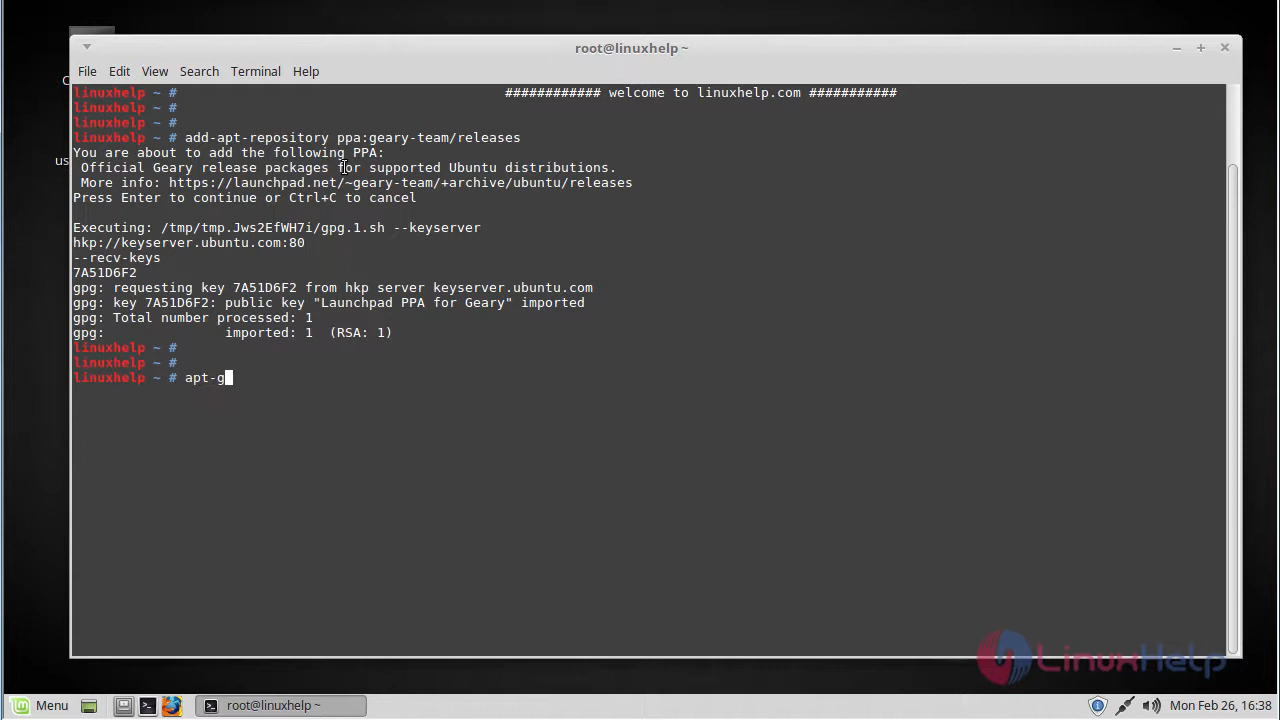 root@linuxhelp ~
File Edit View Search Terminal Help
linuxhelp ~ # ############ welcome to linuxhelp.com ###########
linuxhelp ~ #
linuxhelp ~ #
linuxhelp ~ # add-apt-repository ppa:geary-team/releases
You are about to add the following PPA:
Official Geary release packages for supported Ubuntu distributions.
More info: https://launchpad.net/~geary-team/+archive/ubuntu/releases
Press Enter to continue or Ctrl+C to cancel
Executing: /tmp/tmp.Jws2EfWH7i/gpg.1.sh --keyserver
hkp://keyserver.ubuntu.com:80
--recv-keys
7A51D6F2
gpg: requesting key 7A51D6F2 from hkp server keyserver.ubuntu.com
gpg: key 7A51D6F2: public key "Launchpad PPA for Geary" imported
gpg: Total number processed: 1
gpg: imported: 1 (RSA: 1)
linuxhelp ~ #
linuxhelp ~ #
linuxhelp ~ # apt-g
LinuxHelp
Menu root@linuxhelp ~ Mon Feb 26, 16:38